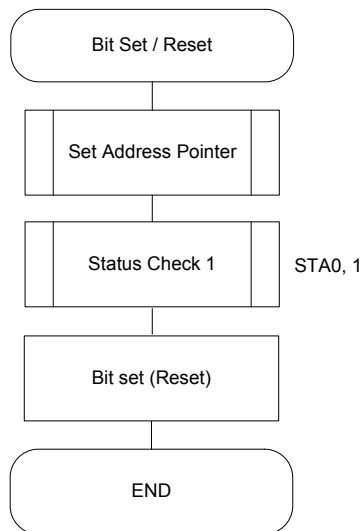 Bit Set / Reset
Set Address Pointer
Status Check 1
STA0, 1
Bit set (Reset)
END